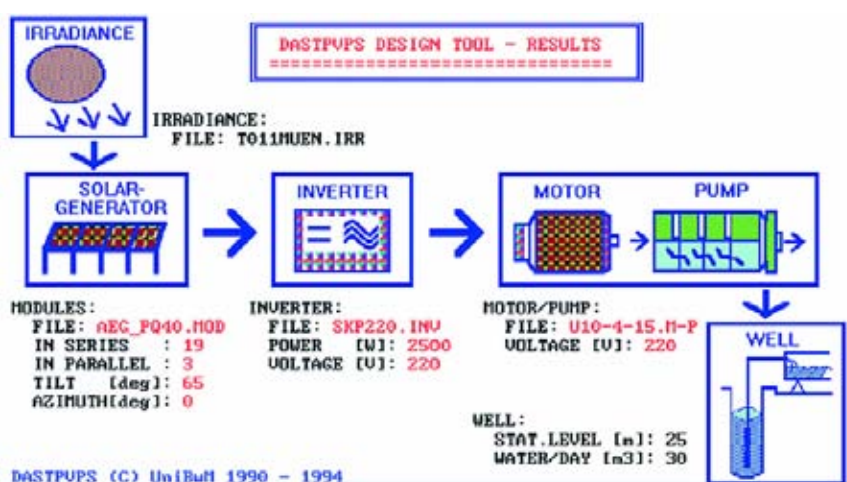 IRRADIANCE
DASTPVPS DESIGN TOOL - RESULTS
================================
IRRADIANCE:
FILE: T011MUEN.IRR
SOLAR-
GENERATOR
INVERTER
MOTOR
PUMP
MODULES:
FILE: AEG_PQ40.MOD
IN SERIES : 19
IN PARALLEL : 3
TILT [deg]: 65
AZIMUTH[deg]: 0
INVERTER:
FILE: SKP220.INV
POWER [W]: 2500
VOLTAGE [V]: 220
MOTOR/PUMP:
FILE: U10-4-15.M-P
VOLTAGE [V]: 220
WELL
WELL:
STAT.LEVEL [m]: 25
WATER/DAY [m3]: 30
DASTPVPS (C) UniBwM 1990 - 1994